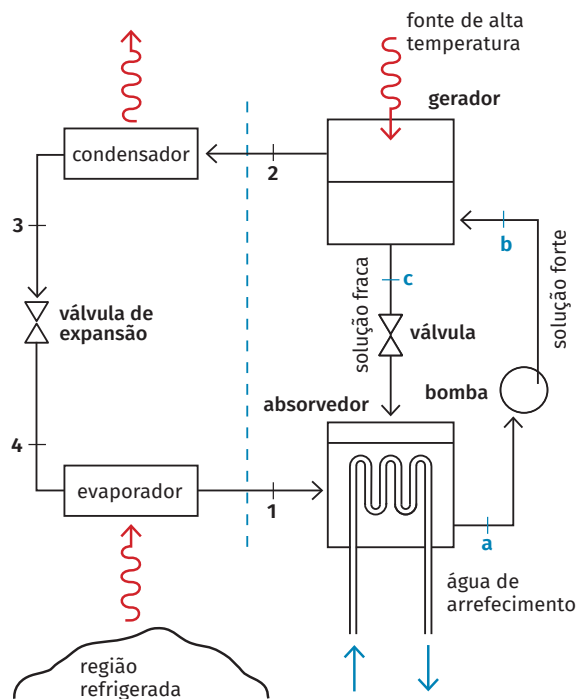 fonte de alta
temperatura
gerador
condensador
2
3
b
c
solução fraca
solução forte
válvula de
expansão
válvula
bomba
absorvedor
4
evaporador
1
a
água de
arrefecimento
região
refrigerada